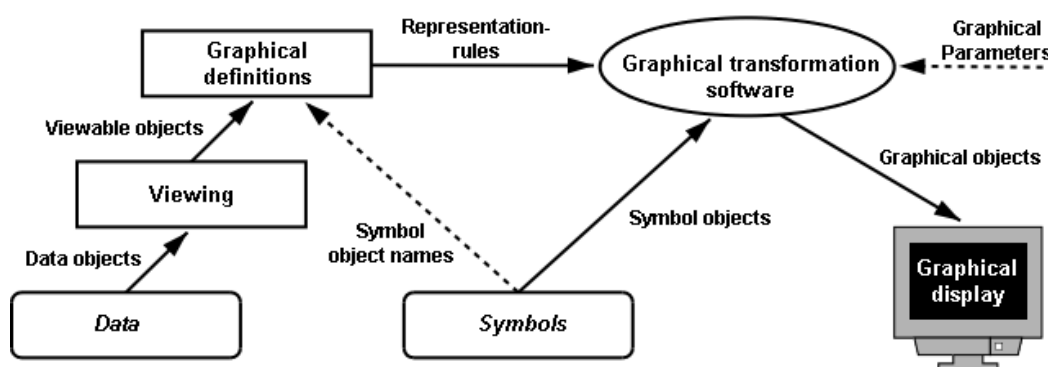 Graphical
definitions
Representation-
rules
Graphical transformation
software
Graphical
Parameters
Viewable objects
Viewing
Data objects
Data
Symbol
object names
Symbols
Symbol objects
Graphical objects
Graphical
display